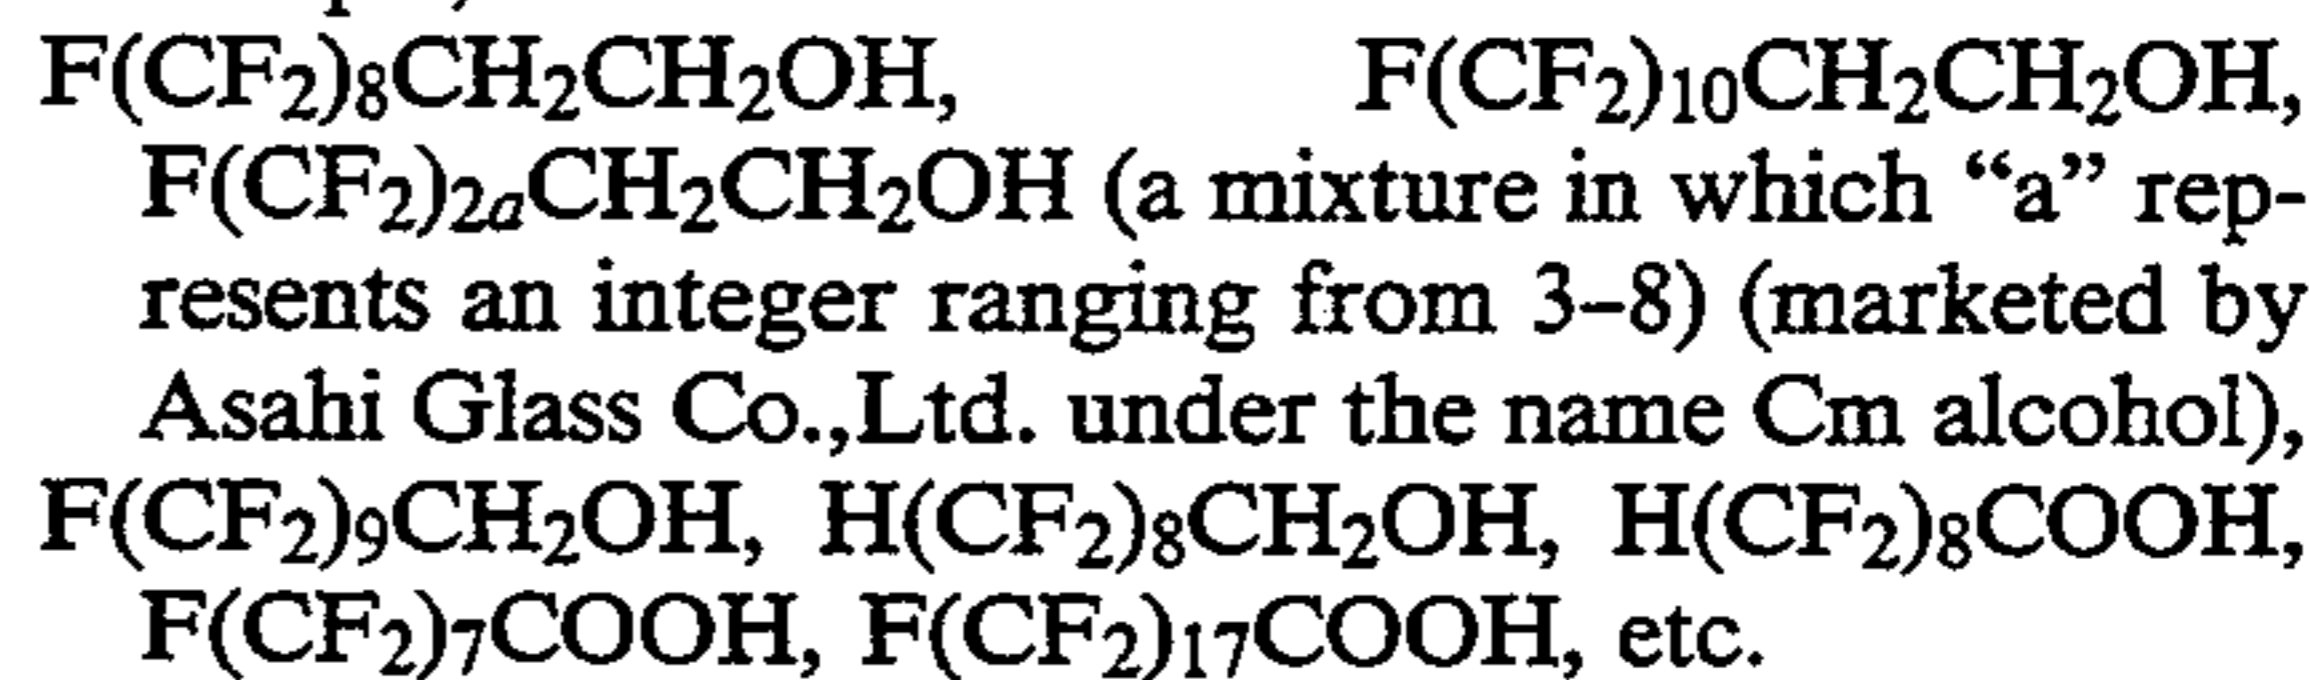 F(CF₂)₈CH₂CH₂OH, F(CF₂)₁₀CH₂CH₂OH,
F(CF₂)₂ₐCH₂CH₂OH (a mixture in which “a” rep-
resents an integer ranging from 3–8) (marketed by
Asahi Glass Co.,Ltd. under the name Cm alcohol),
F(CF₂)₉CH₂OH, H(CF₂)₈CH₂OH, H(CF₂)₈COOH,
F(CF₂)₇COOH, F(CF₂)₁₇COOH, etc.